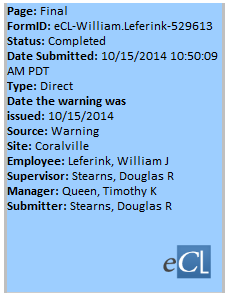 Page: Final
FormID: eCL-William.Leferink-529613
Status: Completed
Date Submitted: 10/15/2014 10:50:09
AM PDT
Type: Direct
Date the warning was
issued: 10/15/2014
Source: Warning
Site: Coralville
Employee: Leferink, William J
Supervisor: Stearns, Douglas R
Manager: Queen, Timothy K
Submitter: Stearns, Douglas R
eCL